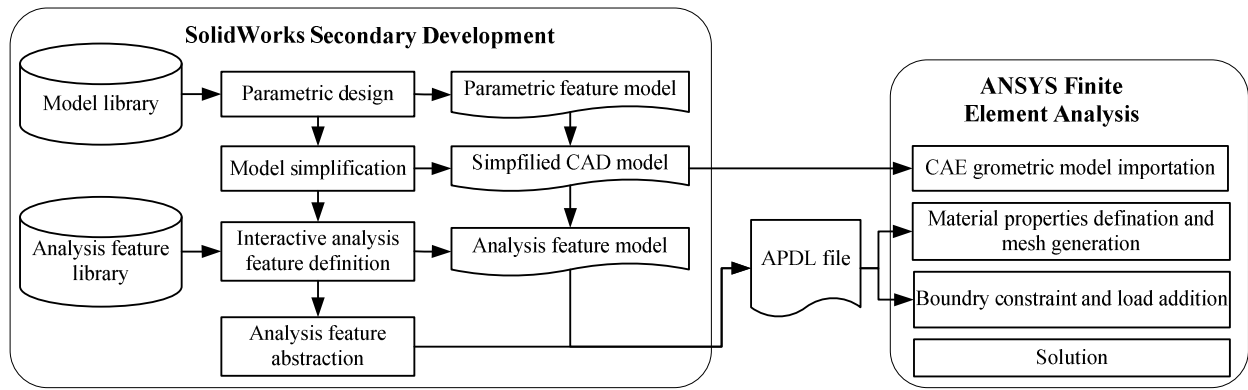 SolidWorks Secondary Development
Model library
Parametric design
Parametric feature model
Model simplification
Simpfilied CAD model
Analysis feature
library
Interactive analysis
feature definition
Analysis feature model
Analysis feature
abstraction
APDL file
ANSYS Finite
Element Analysis
CAE grometric model importation
Material properties defination and
mesh generation
Boundry constraint and load addition
Solution